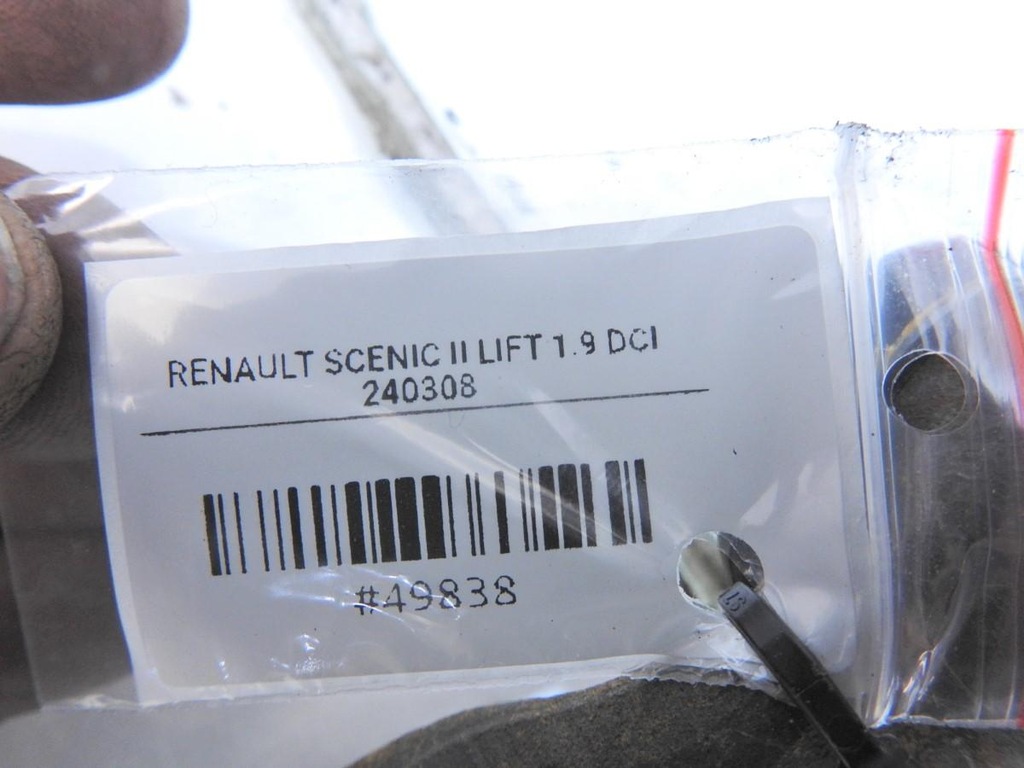 RENAULT SCENIC II LIFT 1.9 DCI
240308
#49838